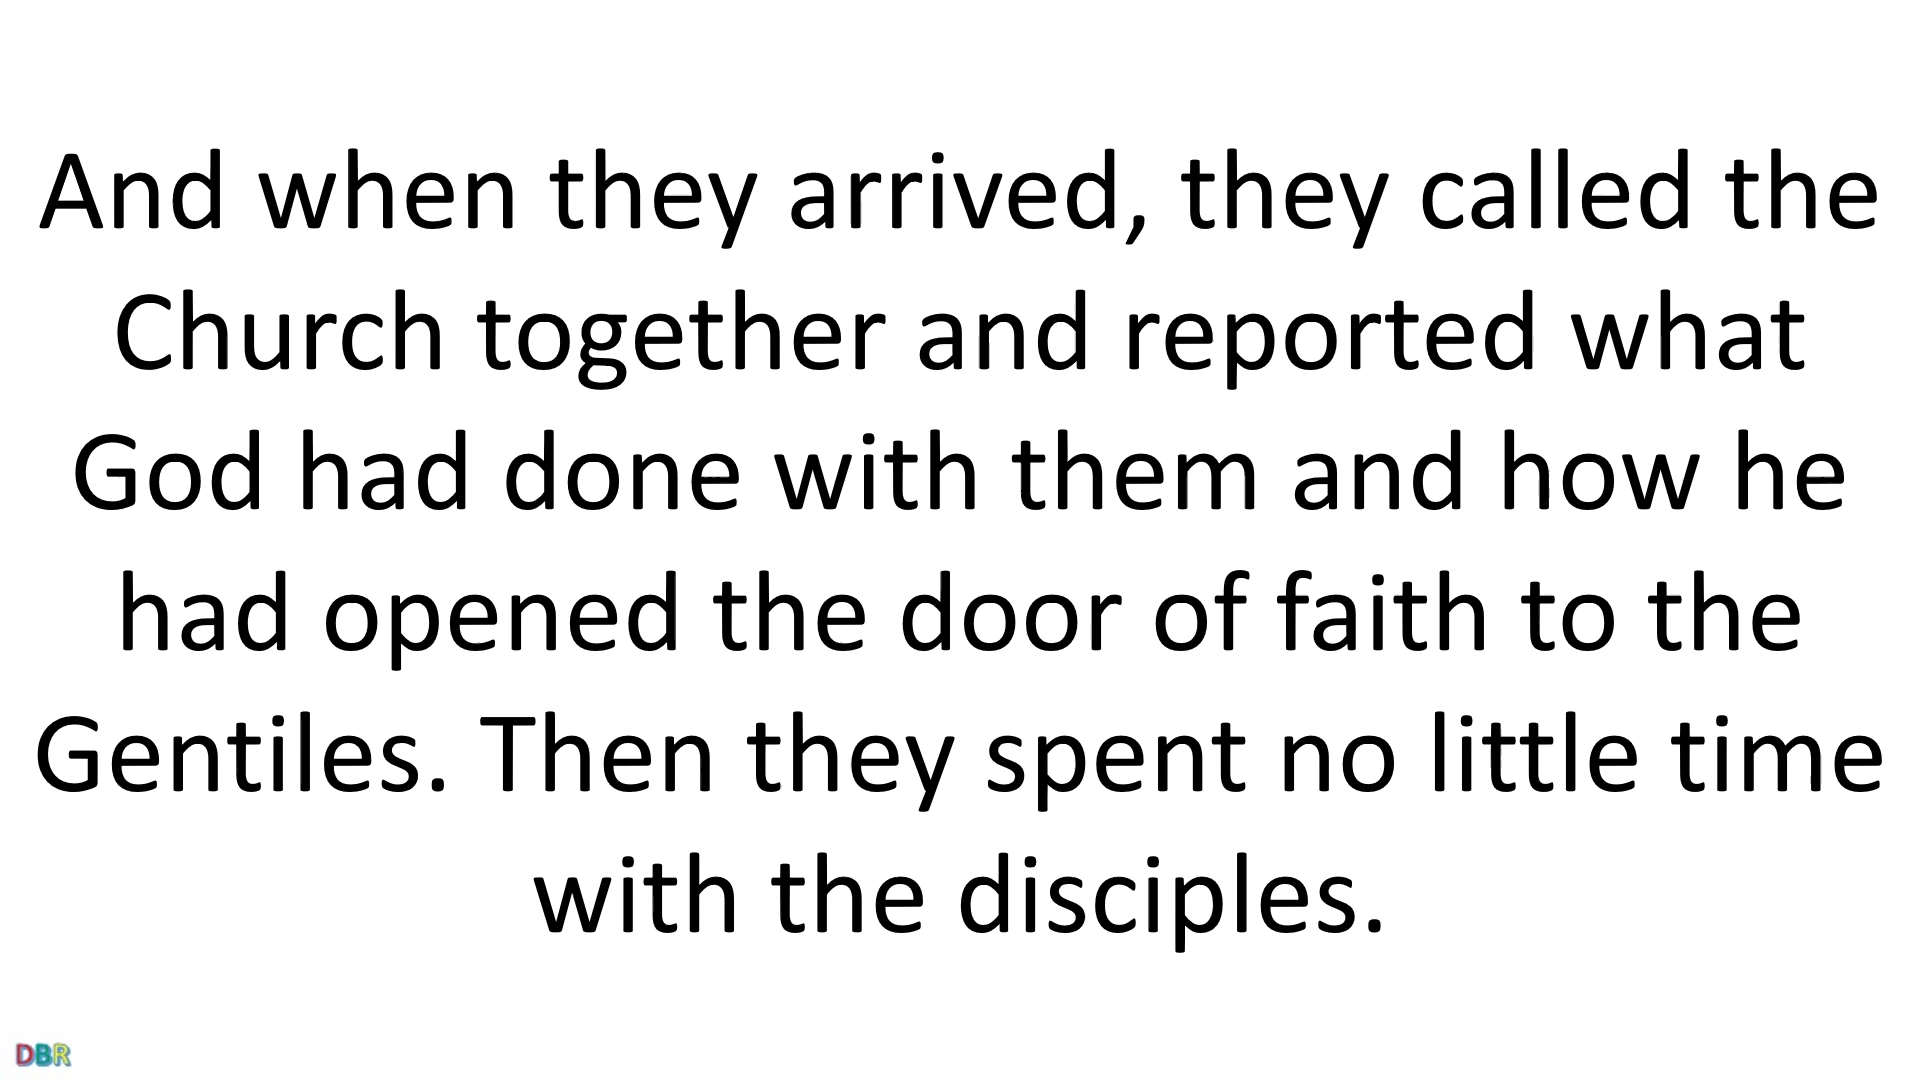 And when they arrived, they called the
Church together and reported what
God had done with them and how he
had opened the door of faith to the
Gentiles. Then they spent no little time
with the disciples.
DBR